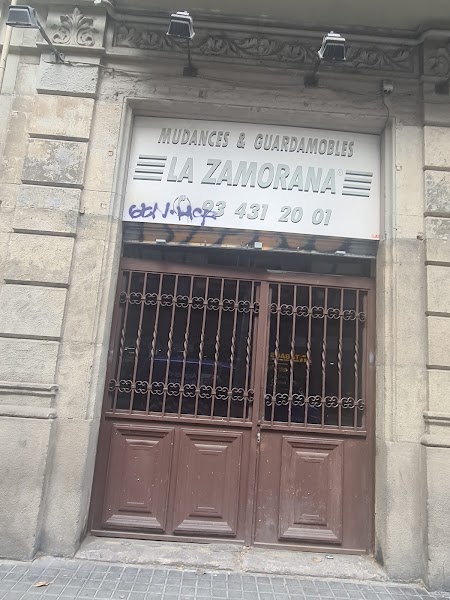 MUDANCES & GUARDAMOBLES
LA ZAMORANA®
93 431 20 01